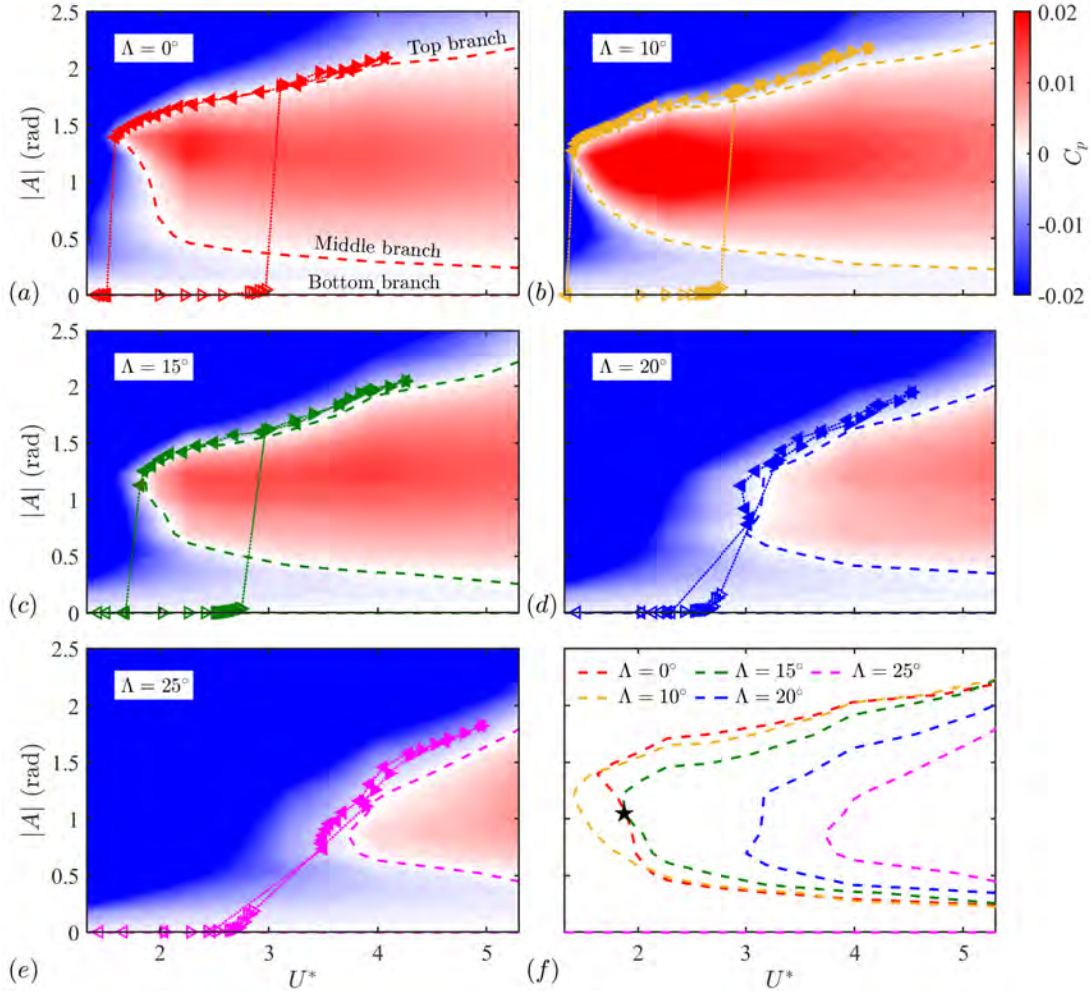 2.5
2
1.5
1
0.5
0
|A| (rad)
Λ = 0°
Top branch
Middle branch
Bottom branch
(a)
Λ = 10°
(b)
0.02
0.01
0
-0.01
-0.02
C_p
2.5
2
1.5
1
0.5
0
|A| (rad)
Λ = 15°
(c)
Λ = 20°
(d)
2.5
2
1.5
1
0.5
0
|A| (rad)
Λ = 25°
2 3 4 5
(e)
U*
Λ = 0° Λ = 15° Λ = 25°
Λ = 10° Λ = 20°
2 3 4 5
(f)
U*